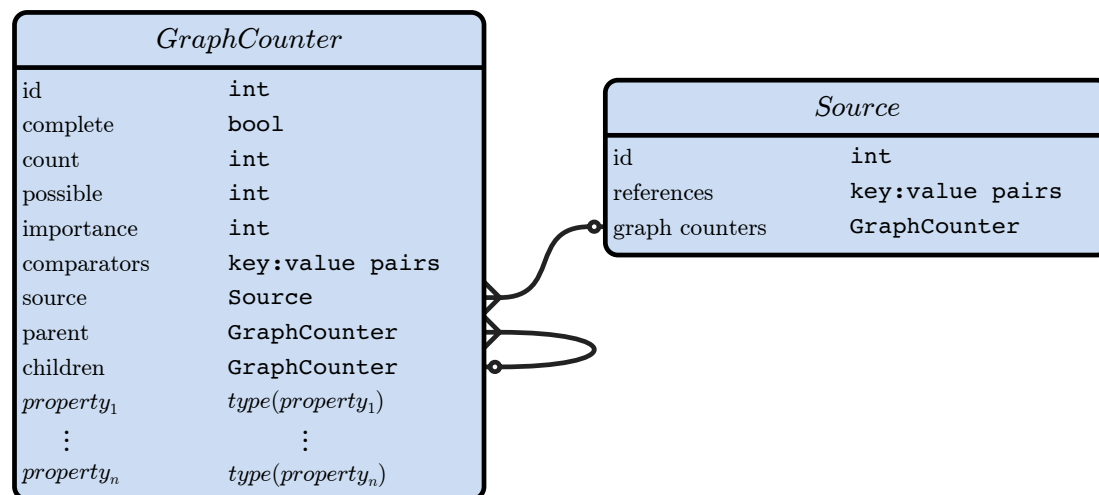 GraphCounter
id int
complete bool
count int
possible int
importance int
comparators key:value pairs
source Source
parent GraphCounter
children GraphCounter
property₁ type(property₁)
⋮ ⋮
propertyₙ type(propertyₙ)
Source
id int
references key:value pairs
graph counters GraphCounter